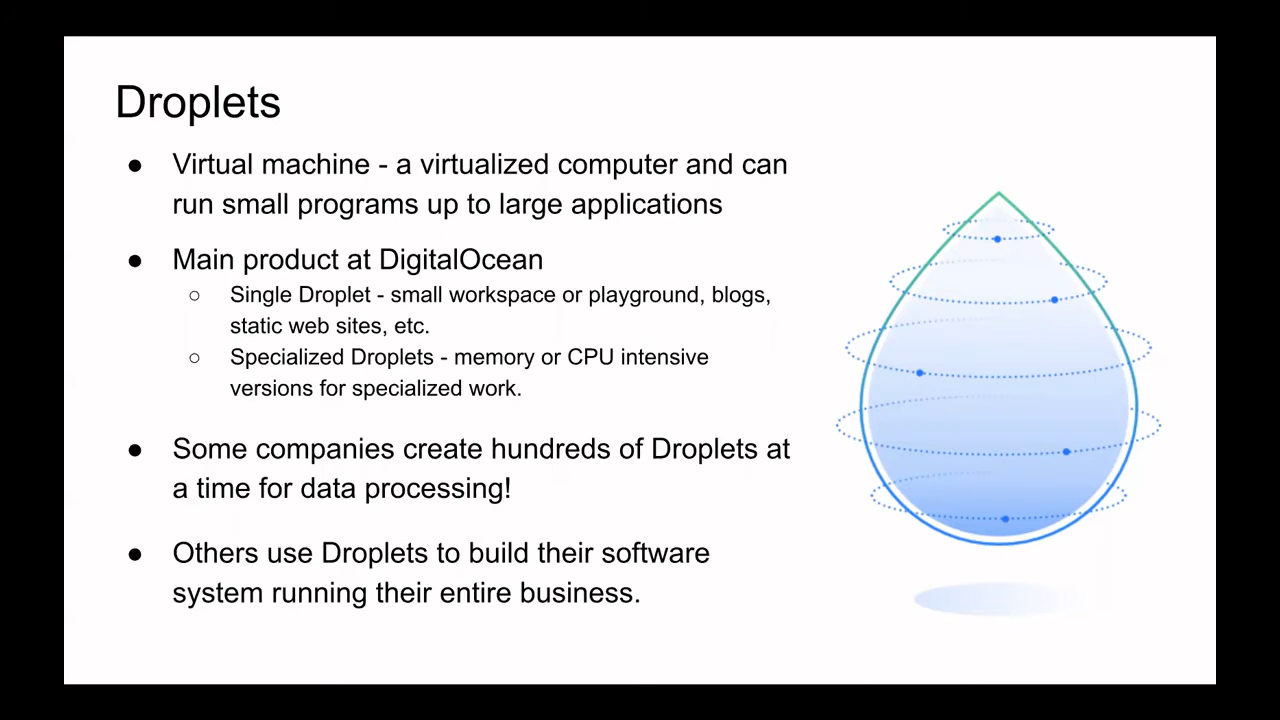 Droplets
● Virtual machine - a virtualized computer and can
run small programs up to large applications
● Main product at DigitalOcean
○ Single Droplet - small workspace or playground, blogs,
static web sites, etc.
○ Specialized Droplets - memory or CPU intensive
versions for specialized work.
● Some companies create hundreds of Droplets at
a time for data processing!
● Others use Droplets to build their software
system running their entire business.